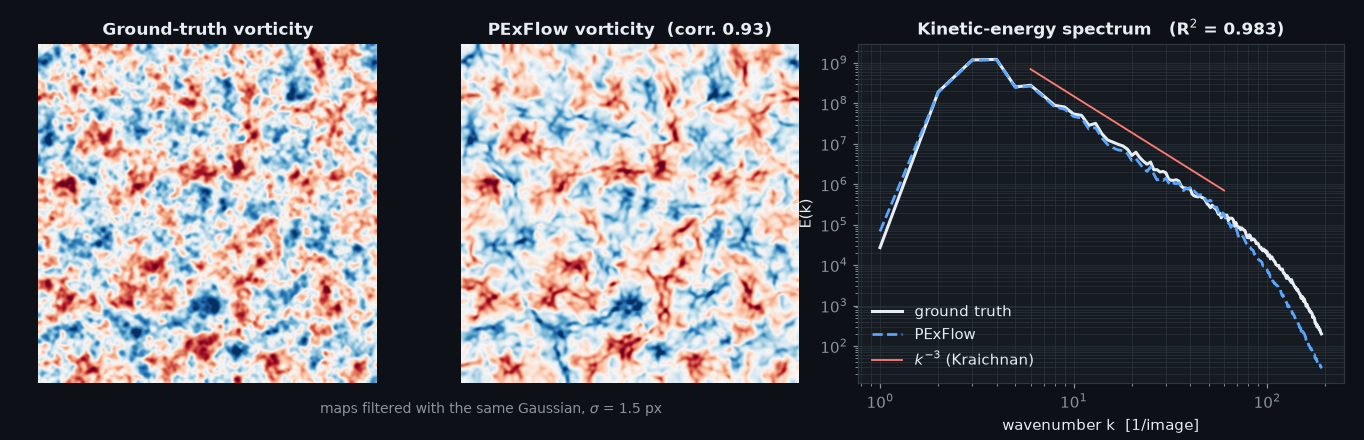 Ground-truth vorticity
PExFlow vorticity (corr. 0.93)
Kinetic-energy spectrum (R² = 0.983)
E(k)
10⁹
10⁸
10⁷
10⁶
10⁵
10⁴
10³
10²
ground truth
PExFlow
k⁻³ (Kraichnan)
10⁰ 10¹ 10²
wavenumber k [1/image]
maps filtered with the same Gaussian, σ = 1.5 px